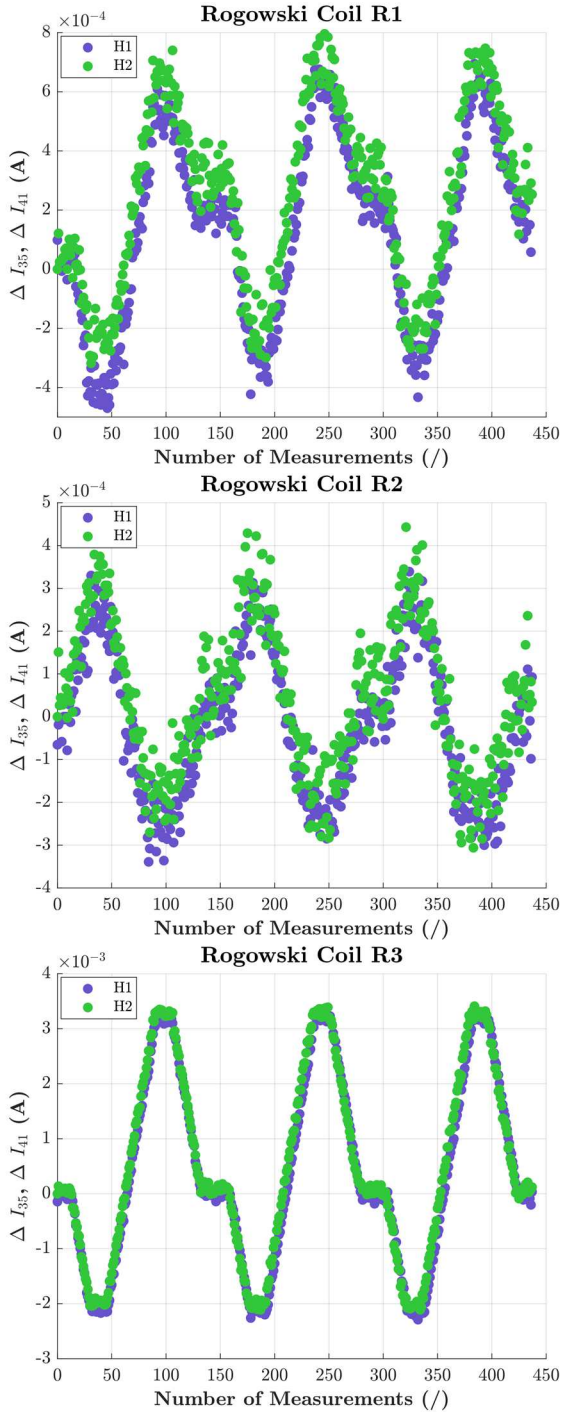 Rogowski Coil R1
×10⁻⁴
H1
H2
8
6
4
2
0
-2
-4
Δ I₃₅, Δ I₄₁ (A)
0 50 100 150 200 250 300 350 400 450
Number of Measurements (/)
Rogowski Coil R2
×10⁻⁴
H1
H2
5
4
3
2
1
0
-1
-2
-3
-4
Δ I₃₅, Δ I₄₁ (A)
0 50 100 150 200 250 300 350 400 450
Number of Measurements (/)
Rogowski Coil R3
×10⁻³
H1
H2
4
3
2
1
0
-1
-2
-3
Δ I₃₅, Δ I₄₁ (A)
0 50 100 150 200 250 300 350 400 450
Number of Measurements (/)